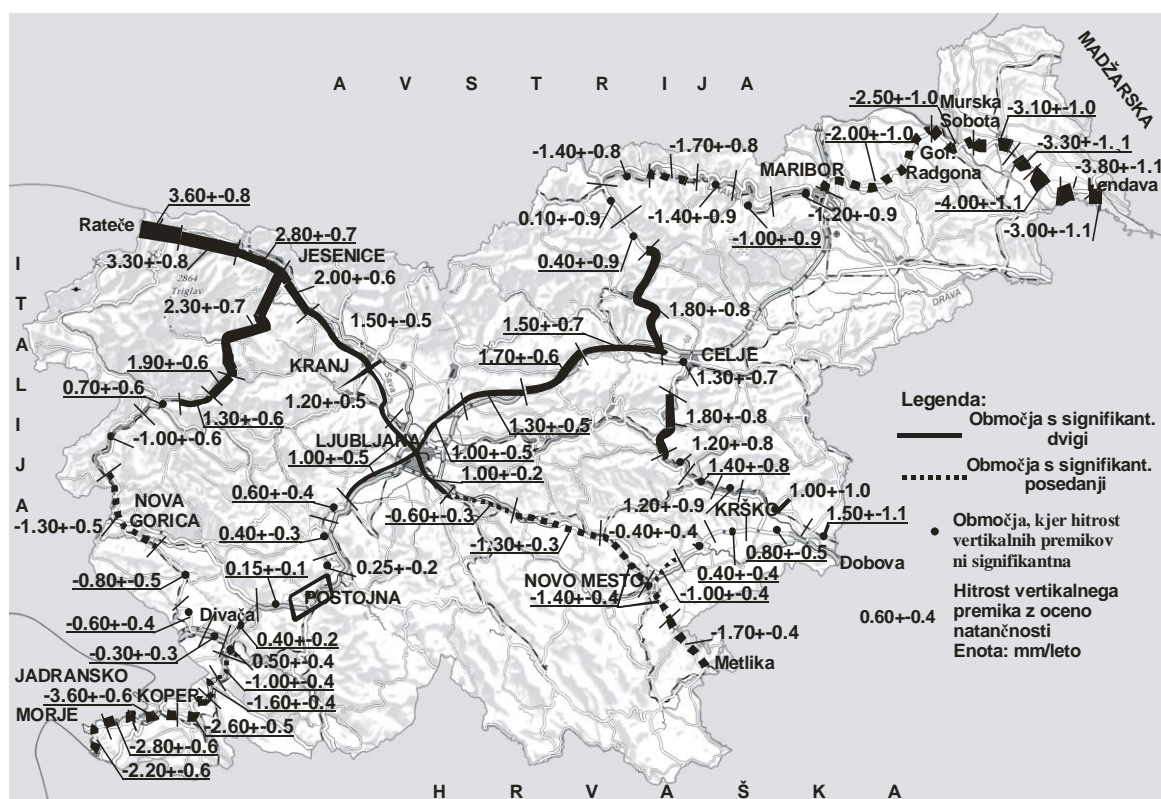 A V S T R I J A
MADŽARSKA
-2.50+-1.0
Murska
Sobota
-3.10+-1.0
-2.00+-1.0
-3.30+-1.1
Gor.
Radgona
-3.80+-1.1
Lendava
-4.00+-1.1
-3.00+-1.1
-1.40+-0.8
-1.70+-0.8
MARIBOR
0.10+-0.9
-1.40+-0.9
-1.20+-0.9
-1.00+-0.9
0.40+-0.9
DRAVA
3.60+-0.8
Rateče
2.80+-0.7
3.30+-0.8
JESENICE
2864
Triglav
2.00+-0.6
2.30+-0.7
1.80+-0.8
1.50+-0.5
1.50+-0.7
I T A L I J A
1.90+-0.6
KRANJ
Sava
1.70+-0.6
CELJE
1.30+-0.7
0.70+-0.6
1.20+-0.5
1.30+-0.6
1.30+-0.5
1.80+-0.8
-1.00+-0.6
LJUBLJANA
1.00+-0.5
1.00+-0.5
1.20+-0.8
1.00+-0.2
1.40+-0.8
NOVA
GORICA
0.60+-0.4
-0.60+-0.3
1.20+-0.9
KRŠKO
1.00+-1.0
1.50+-1.1
-1.30+-0.5
0.40+-0.3
-1.30+-0.3
-0.40+-0.4
0.80+-0.5
Dobova
-0.80+-0.5
0.15+-0.1
0.25+-0.2
0.40+-0.4
NOVO MESTO
-1.00+-0.4
-1.40+-0.4
POSTOJNA
Divača
-0.60+-0.4
0.40+-0.2
-1.70+-0.4
-0.30+-0.3
0.50+-0.4
Metlika
-1.00+-0.4
JADRANSKO
MORJE
-3.60+-0.6
KOPER
-1.60+-0.4
-2.60+-0.5
-2.80+-0.6
-2.20+-0.6
H R V A Š K A
Legenda:
Območja s signifikant.
dvigi
Območja s signifikant.
posedanji
Območja, kjer hitrost
vertikalnih premikov
ni signifikantna
0.60+-0.4
Hitrost vertikalnega
premika z oceno
natančnosti
Enota: mm/leto